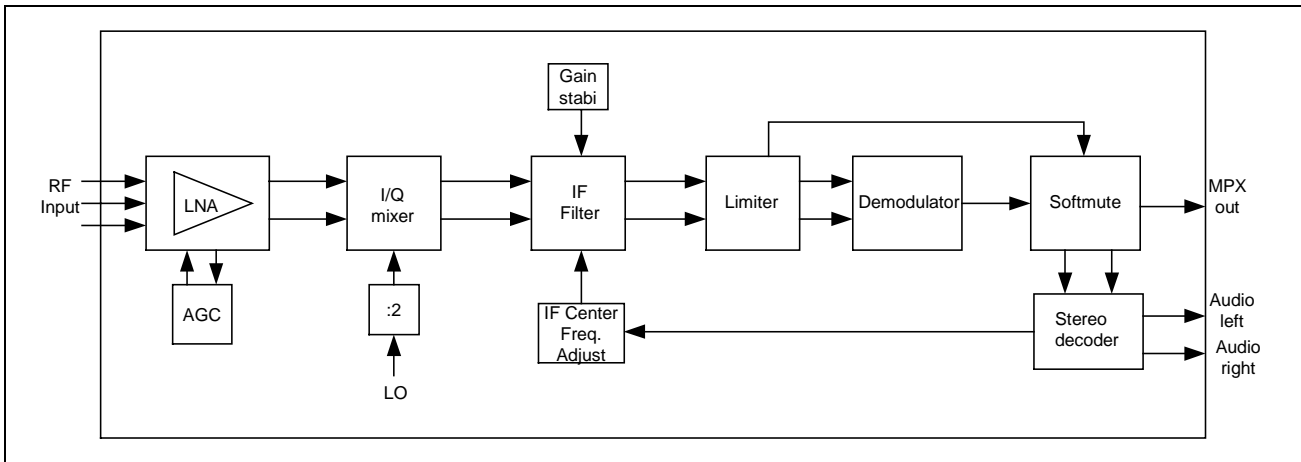 Gain
stabi
RF
Input
LNA
I/Q
mixer
IF
Filter
Limiter
Demodulator
Softmute
MPX
out
AGC
:2
IF Center
Freq.
Adjust
Stereo
decoder
Audio
left
Audio
right
LO